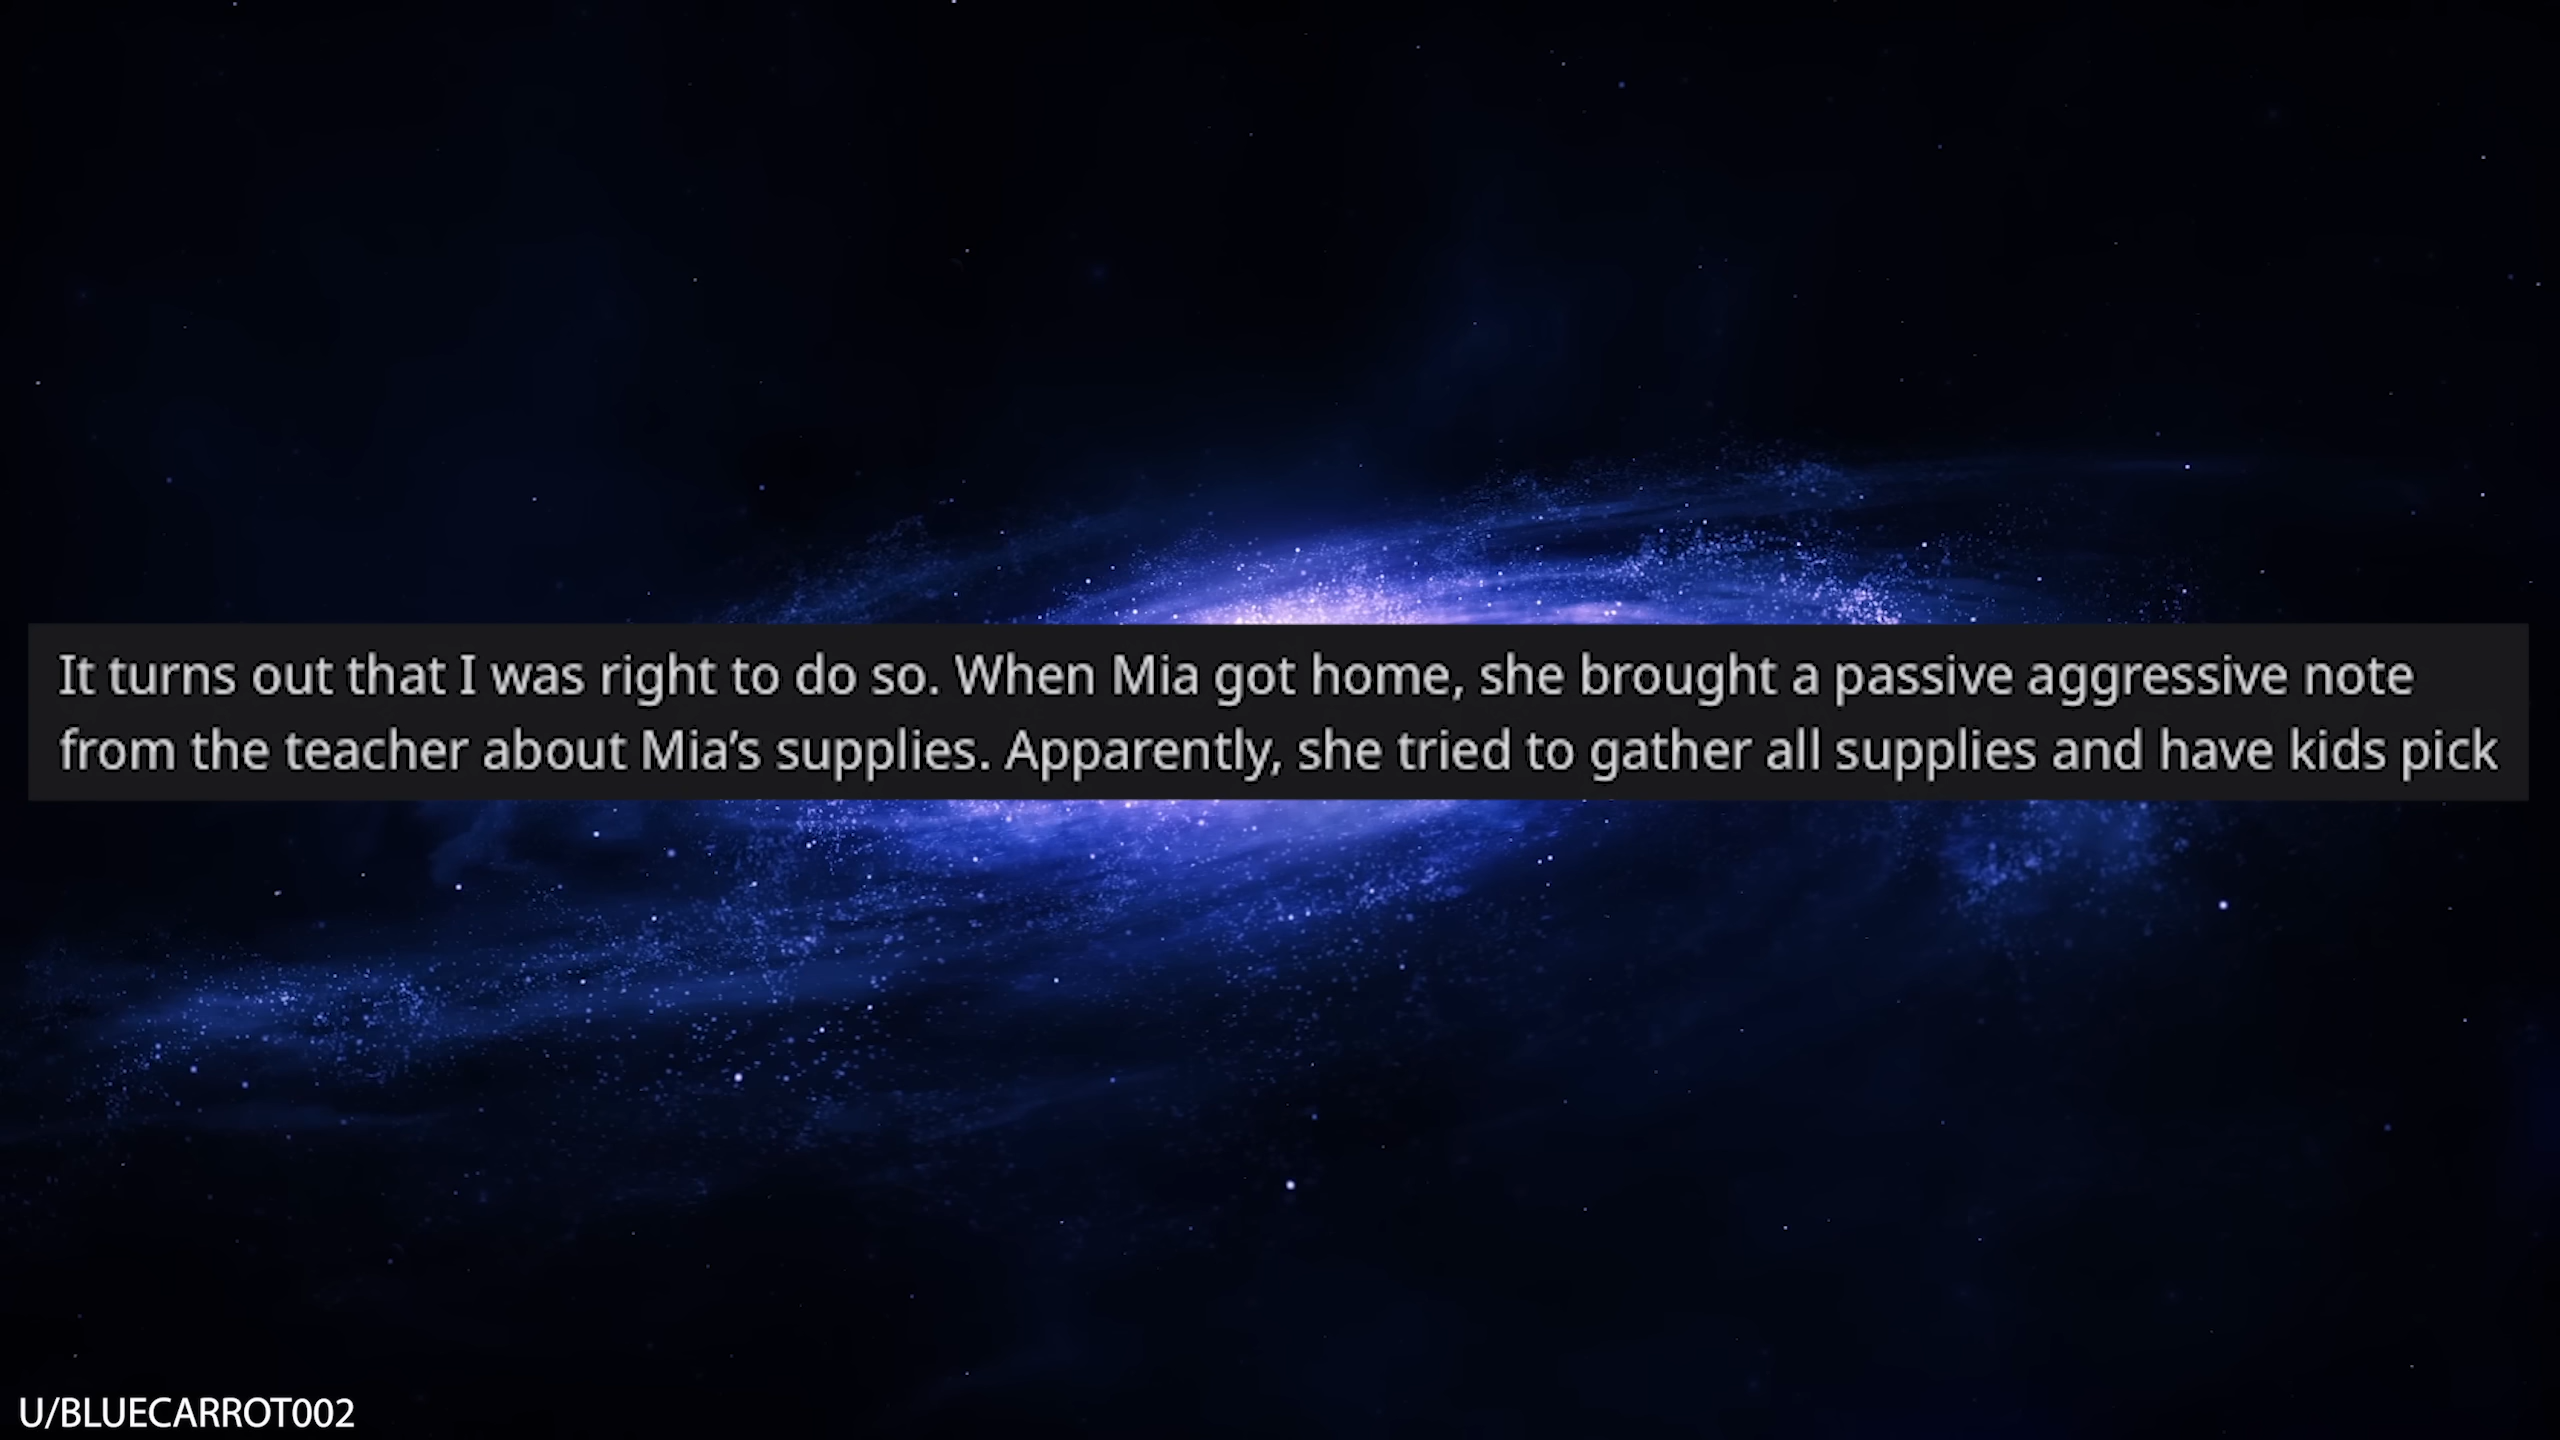 It turns out that I was right to do so. When Mia got home, she brought a passive aggressive note
from the teacher about Mia’s supplies. Apparently, she tried to gather all supplies and have kids pick
U/BLUECARROT002